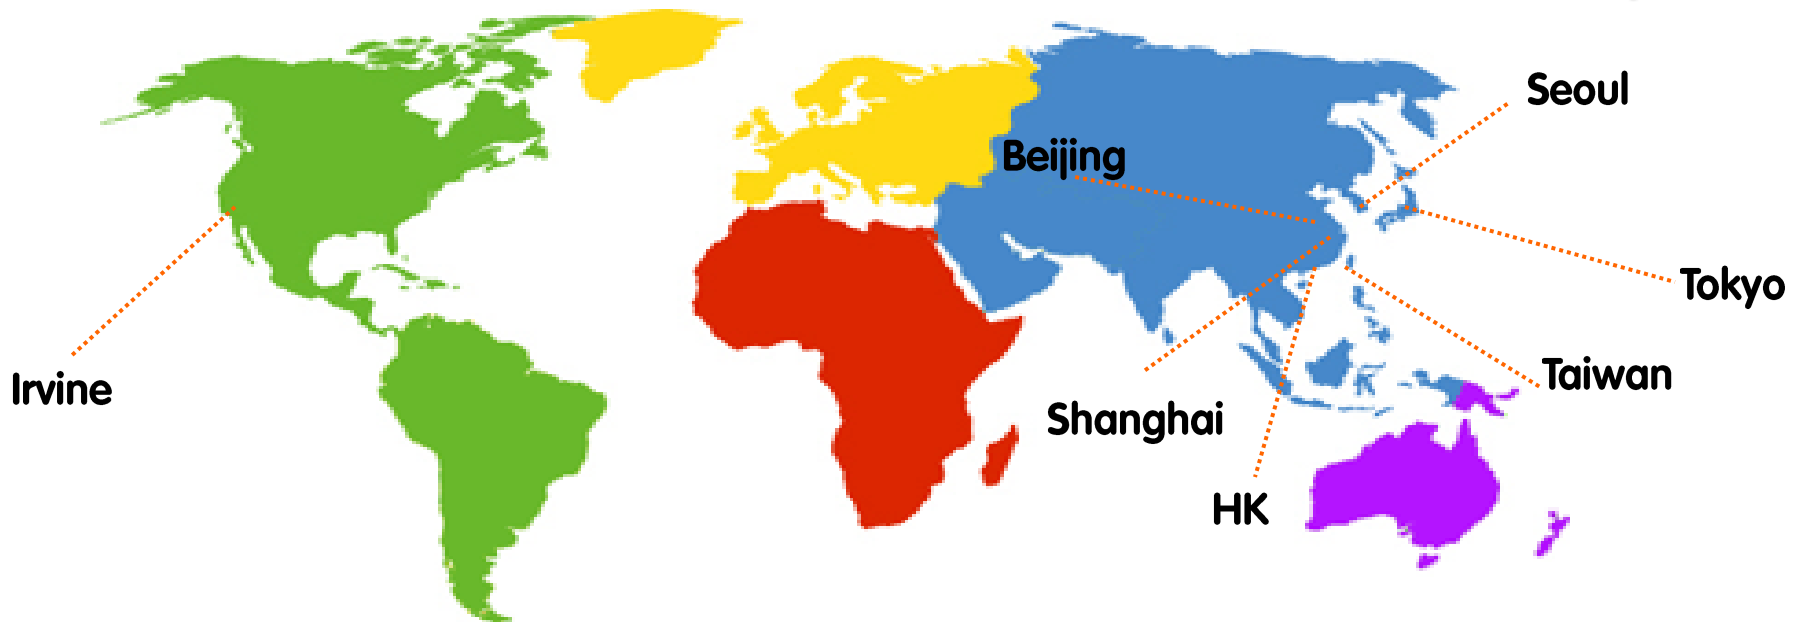 Seoul
Beijing
Tokyo
Taiwan
Irvine
Shanghai
HK